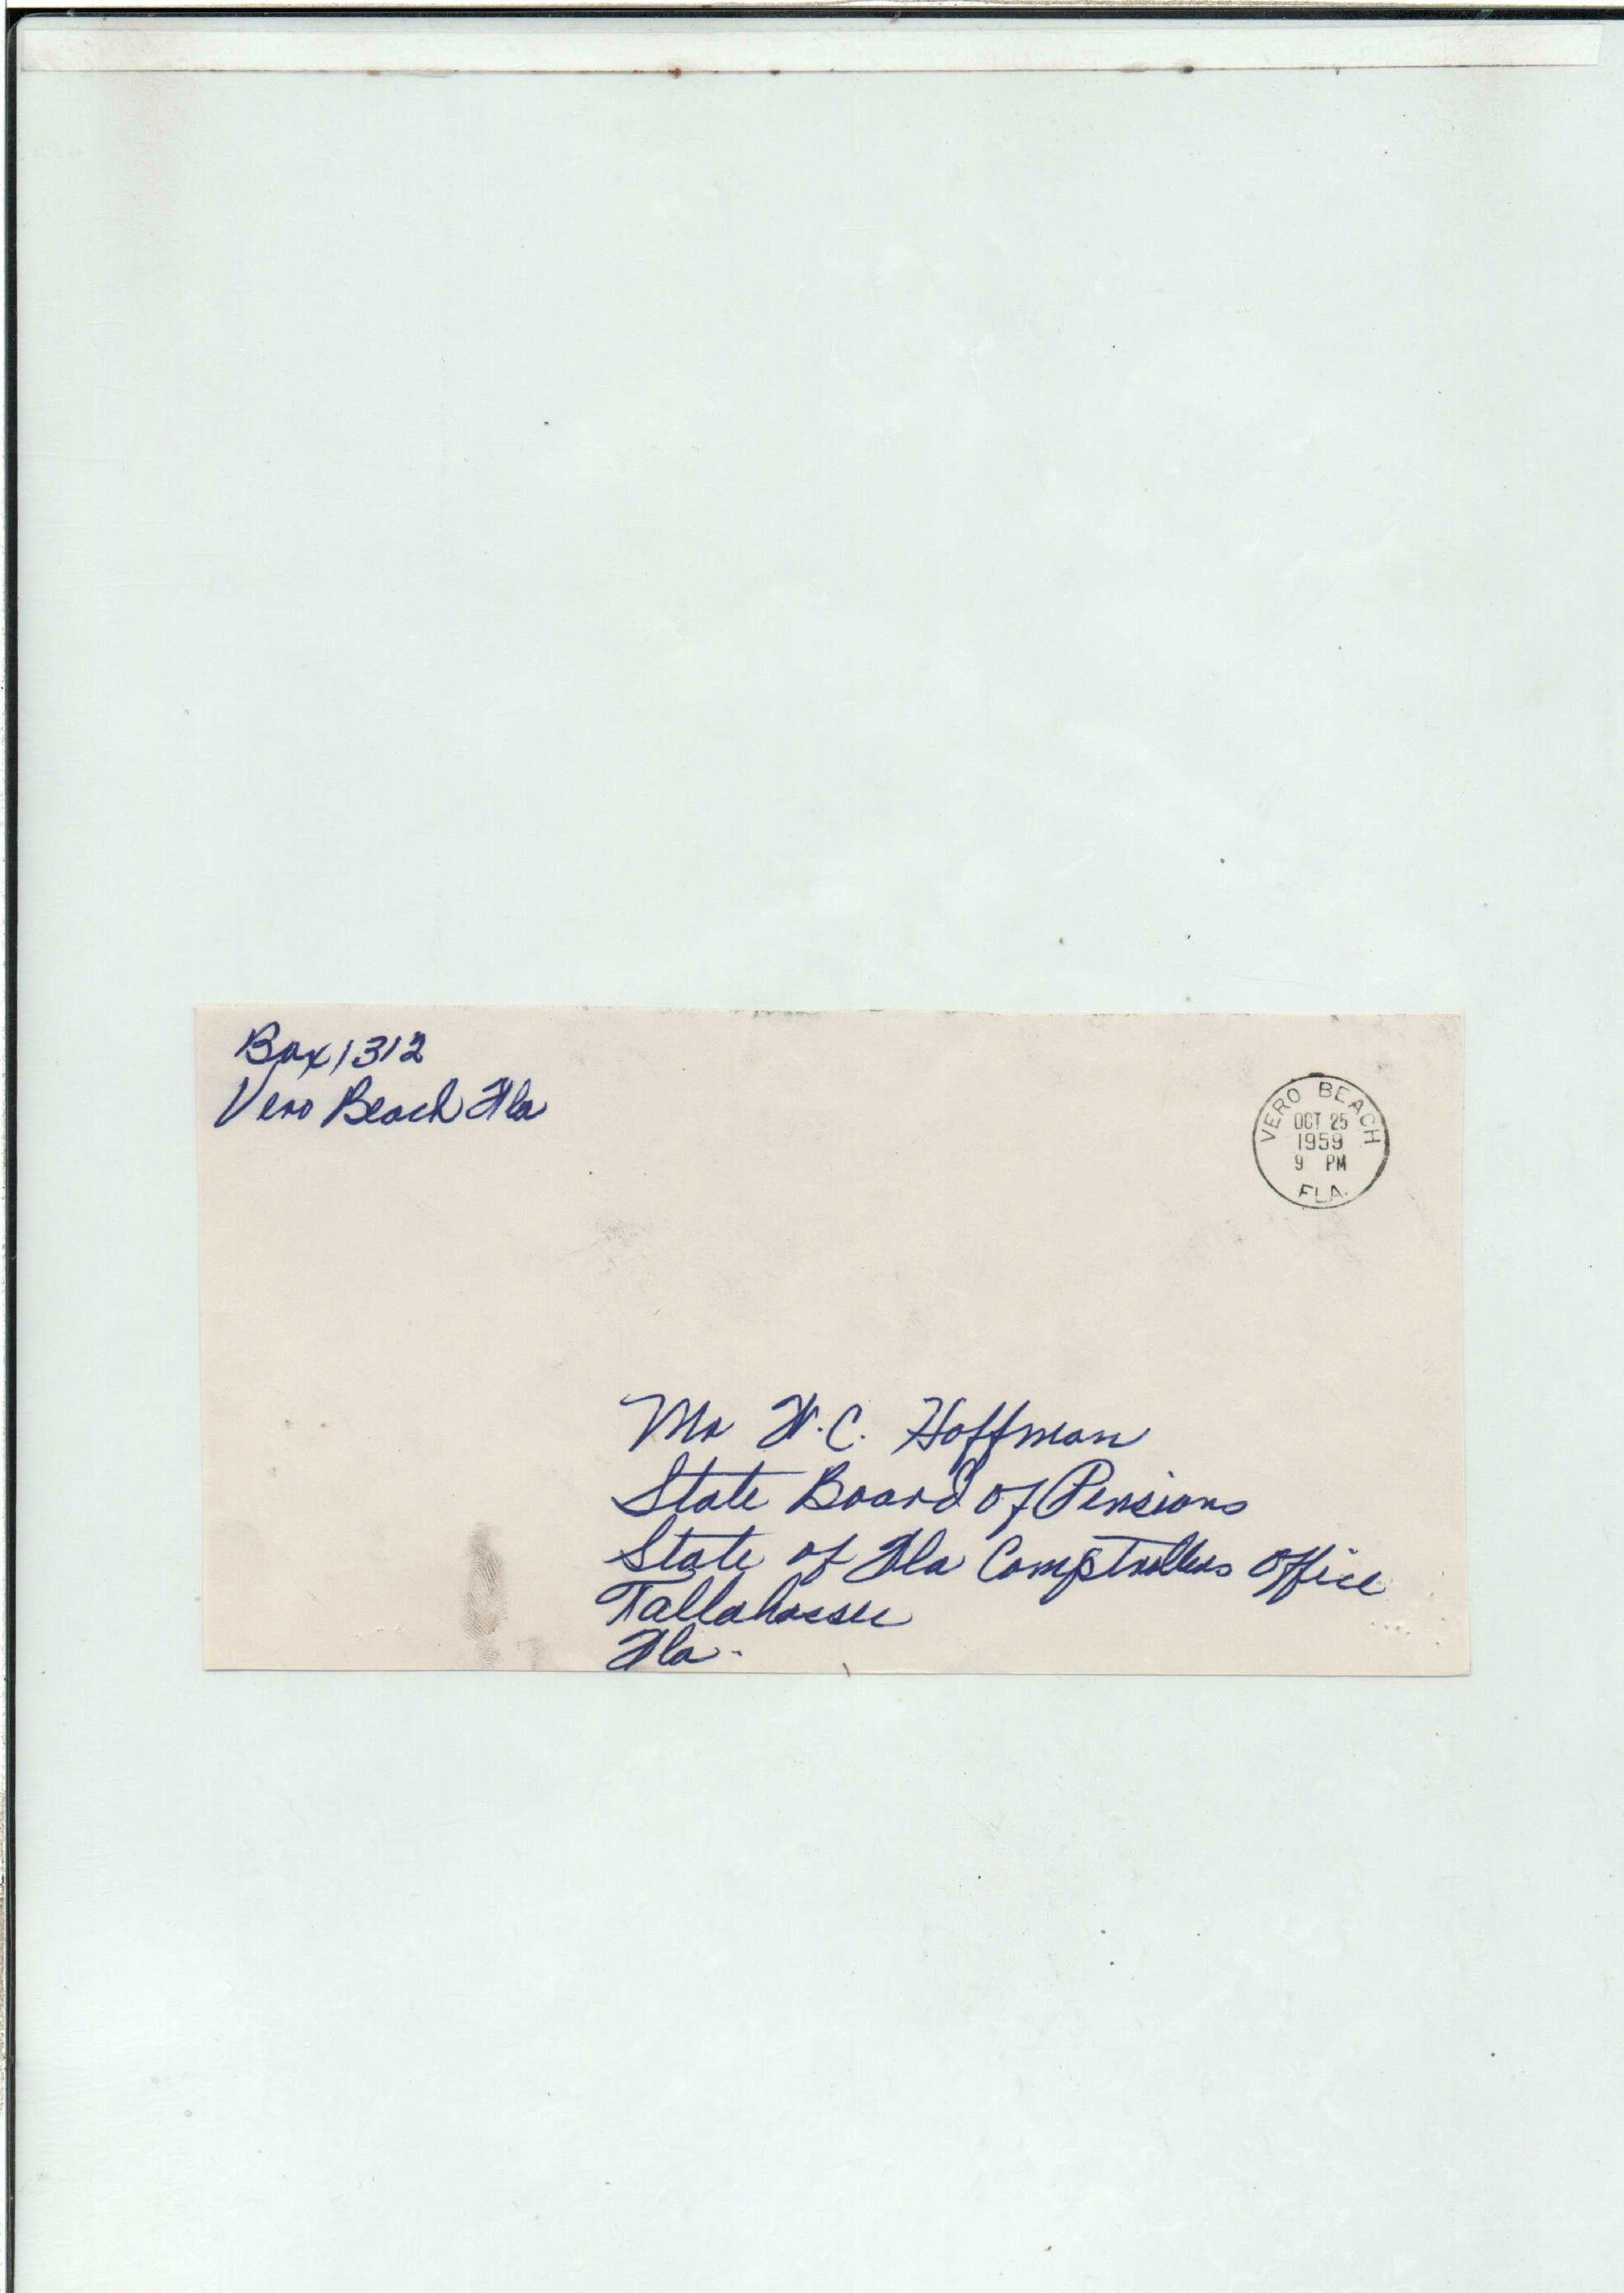 Box 1312
Vero Beach Fla
VERO BEACH
OCT 25
1959
9 PM
FLA.
Mr W. C. Hoffman
State Board of Pensions
State of Fla Comptrollers Office
Tallahassee
Fla.